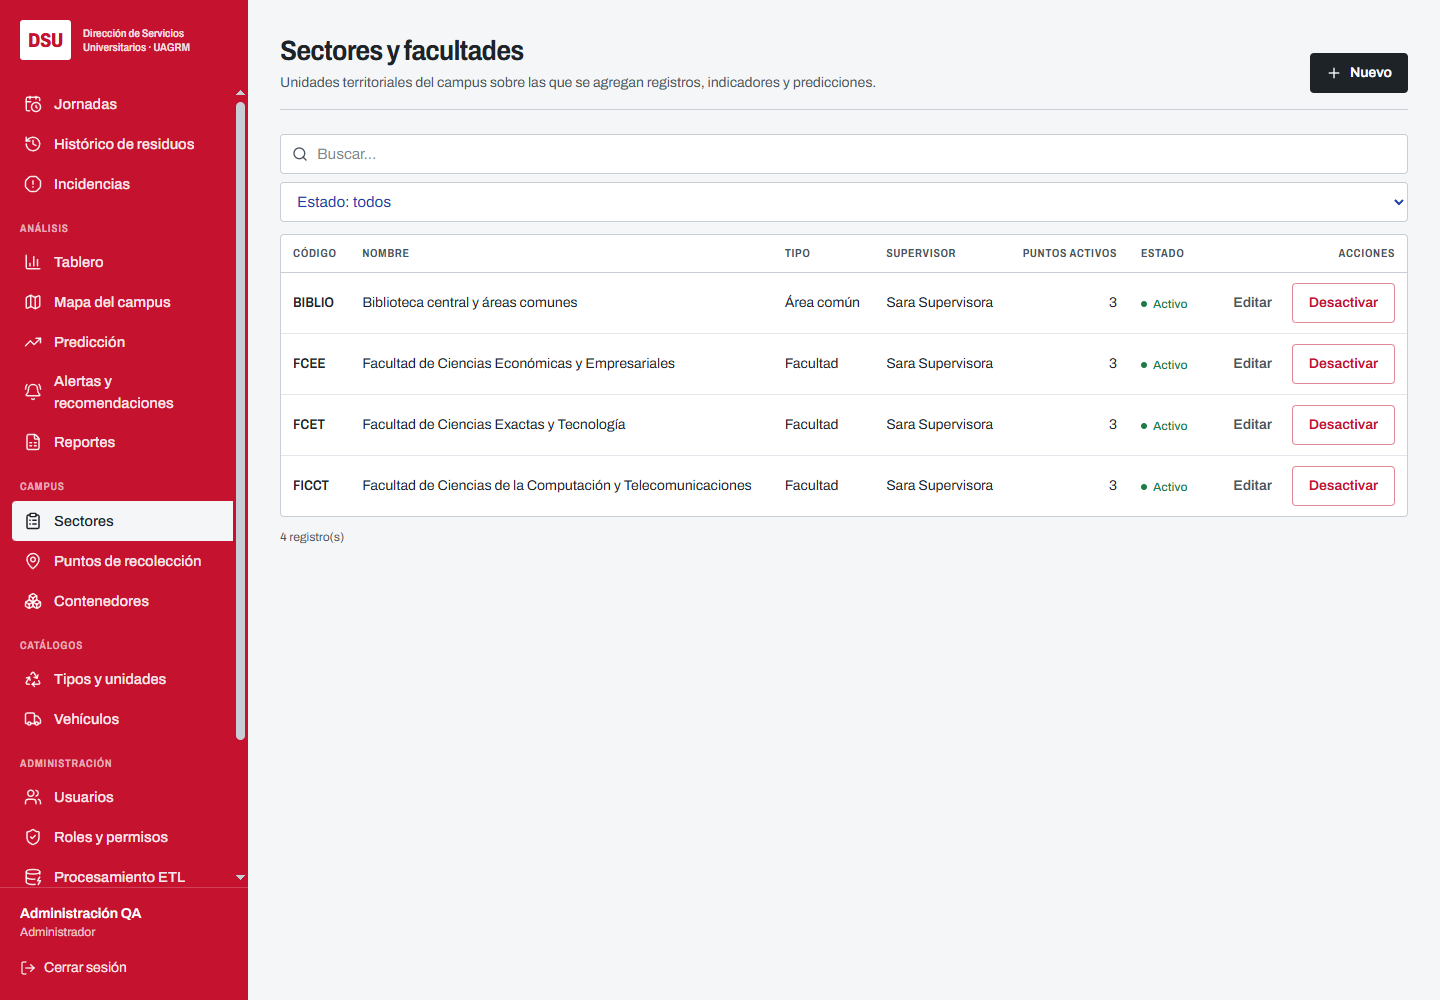 DSU
Dirección de Servicios
Universitarios · UAGRM
Jornadas
Histórico de residuos
Incidencias
ANÁLISIS
Tablero
Mapa del campus
Predicción
Alertas y
recomendaciones
Reportes
CAMPUS
Sectores
Puntos de recolección
Contenedores
CATÁLOGOS
Tipos y unidades
Vehículos
ADMINISTRACIÓN
Usuarios
Roles y permisos
Procesamiento ETL
Administración QA
Administrador
Cerrar sesión
Sectores y facultades
Unidades territoriales del campus sobre las que se agregan registros, indicadores y predicciones.
Nuevo
Buscar...
Estado: todos
CÓDIGO NOMBRE TIPO SUPERVISOR PUNTOS ACTIVOS ESTADO ACCIONES
BIBLIO Biblioteca central y áreas comunes Área común Sara Supervisora 3 Activo Editar Desactivar
FCEE Facultad de Ciencias Económicas y Empresariales Facultad Sara Supervisora 3 Activo Editar Desactivar
FCET Facultad de Ciencias Exactas y Tecnología Facultad Sara Supervisora 3 Activo Editar Desactivar
FICCT Facultad de Ciencias de la Computación y Telecomunicaciones Facultad Sara Supervisora 3 Activo Editar Desactivar
4 registro(s)